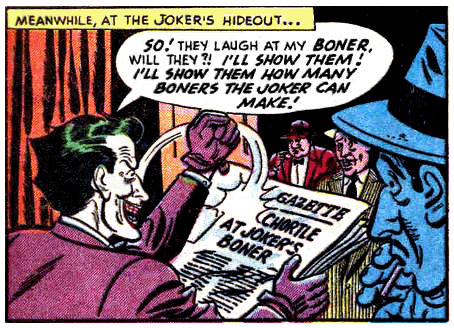 MEANWHILE, AT THE JOKER'S HIDEOUT...
SO! THEY LAUGH AT MY BONER,
WILL THEY?! I'LL SHOW THEM!
I'LL SHOW THEM HOW MANY
BONERS THE JOKER CAN
MAKE!
GAZETTE
CHORTLE
AT JOKER'S
BONER